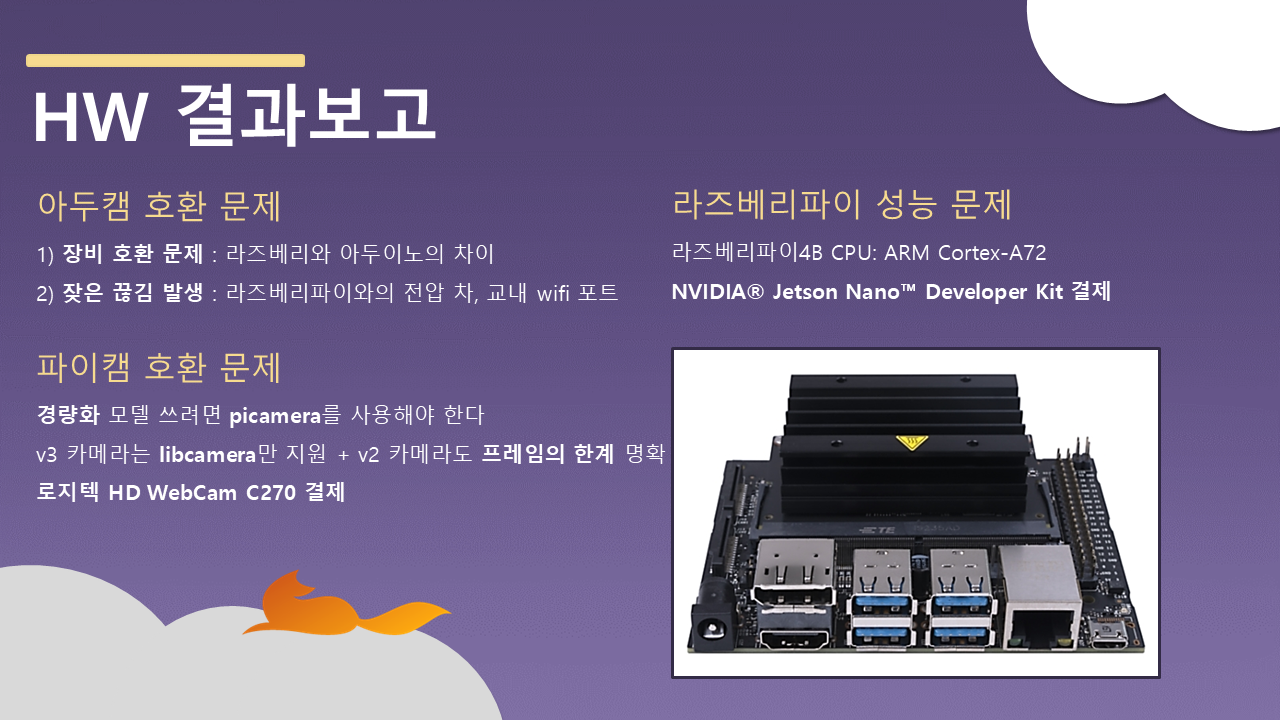 HW 결과보고
아두캠 호환 문제
1) 장비 호환 문제 : 라즈베리와 아두이노의 차이
2) 잦은 끊김 발생 : 라즈베리파이와의 전압 차, 교내 wifi 포트
파이캠 호환 문제
경량화 모델 쓰려면 picamera를 사용해야 한다
v3 카메라는 libcamera만 지원 + v2 카메라도 프레임의 한계 명확
로지텍 HD WebCam C270 결제
라즈베리파이 성능 문제
라즈베리파이4B CPU: ARM Cortex-A72
NVIDIA® Jetson Nano™ Developer Kit 결제
TE